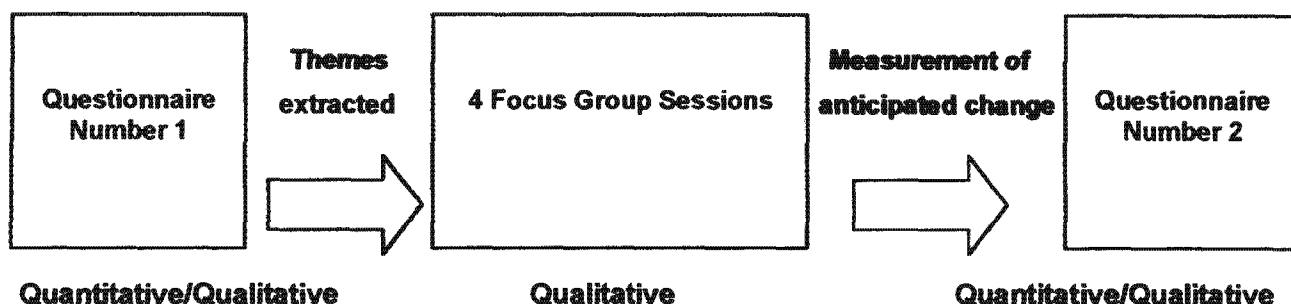 Questionnaire
Number 1
Themes
extracted
4 Focus Group Sessions
Measurement of
anticipated change
Questionnaire
Number 2
Quantitative/Qualitative
Qualitative
Quantitative/Qualitative